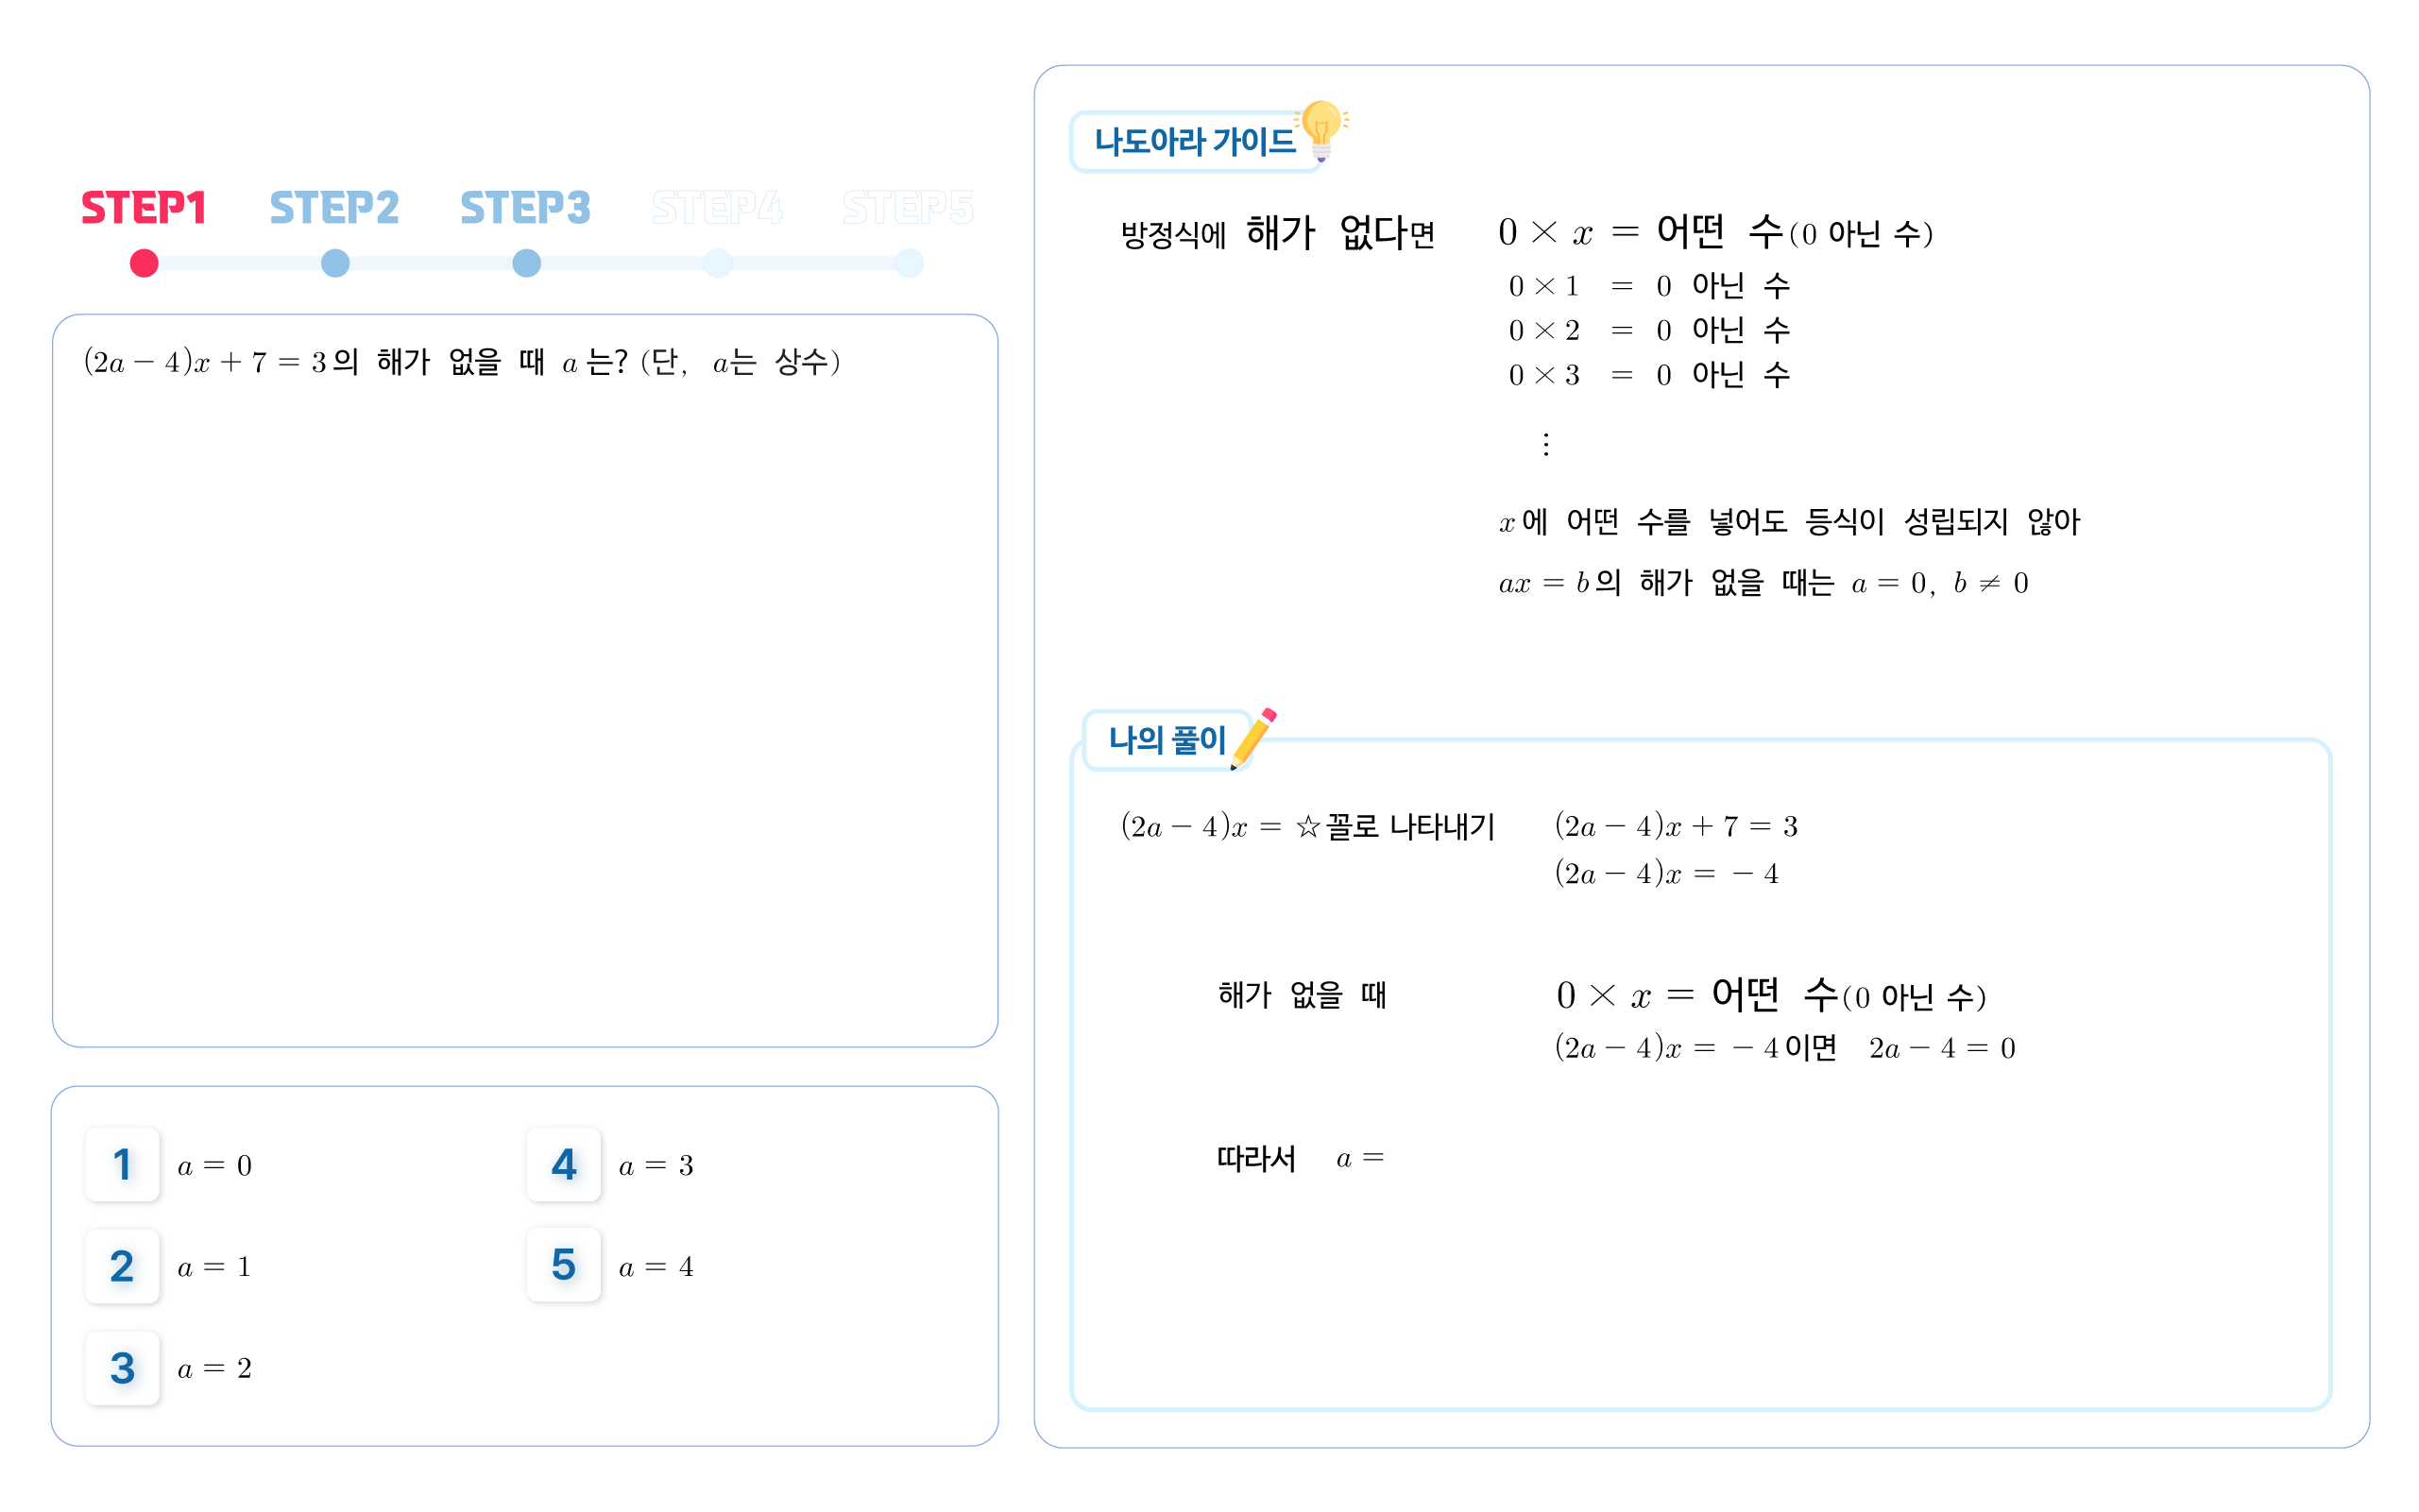 STEP1 STEP2 STEP3 STEP4 STEP5
(2a − 4)x + 7 = 3의 해가 없을 때 a는? (단, a는 상수)
1 a = 0
2 a = 1
3 a = 2
4 a = 3
5 a = 4
나도아라 가이드
방정식에 해가 없다면 0 × x = 어떤 수(0 아닌 수)
0 × 1 = 0 아닌 수
0 × 2 = 0 아닌 수
0 × 3 = 0 아닌 수
⋮
x에 어떤 수를 넣어도 등식이 성립되지 않아
ax = b의 해가 없을 때는 a = 0, b ≠ 0
나의 풀이
(2a − 4)x = ☆꼴로 나타내기 (2a − 4)x + 7 = 3
(2a − 4)x = − 4
해가 없을 때 0 × x = 어떤 수(0 아닌 수)
(2a − 4)x = − 4이면 2a − 4 = 0
따라서 a =